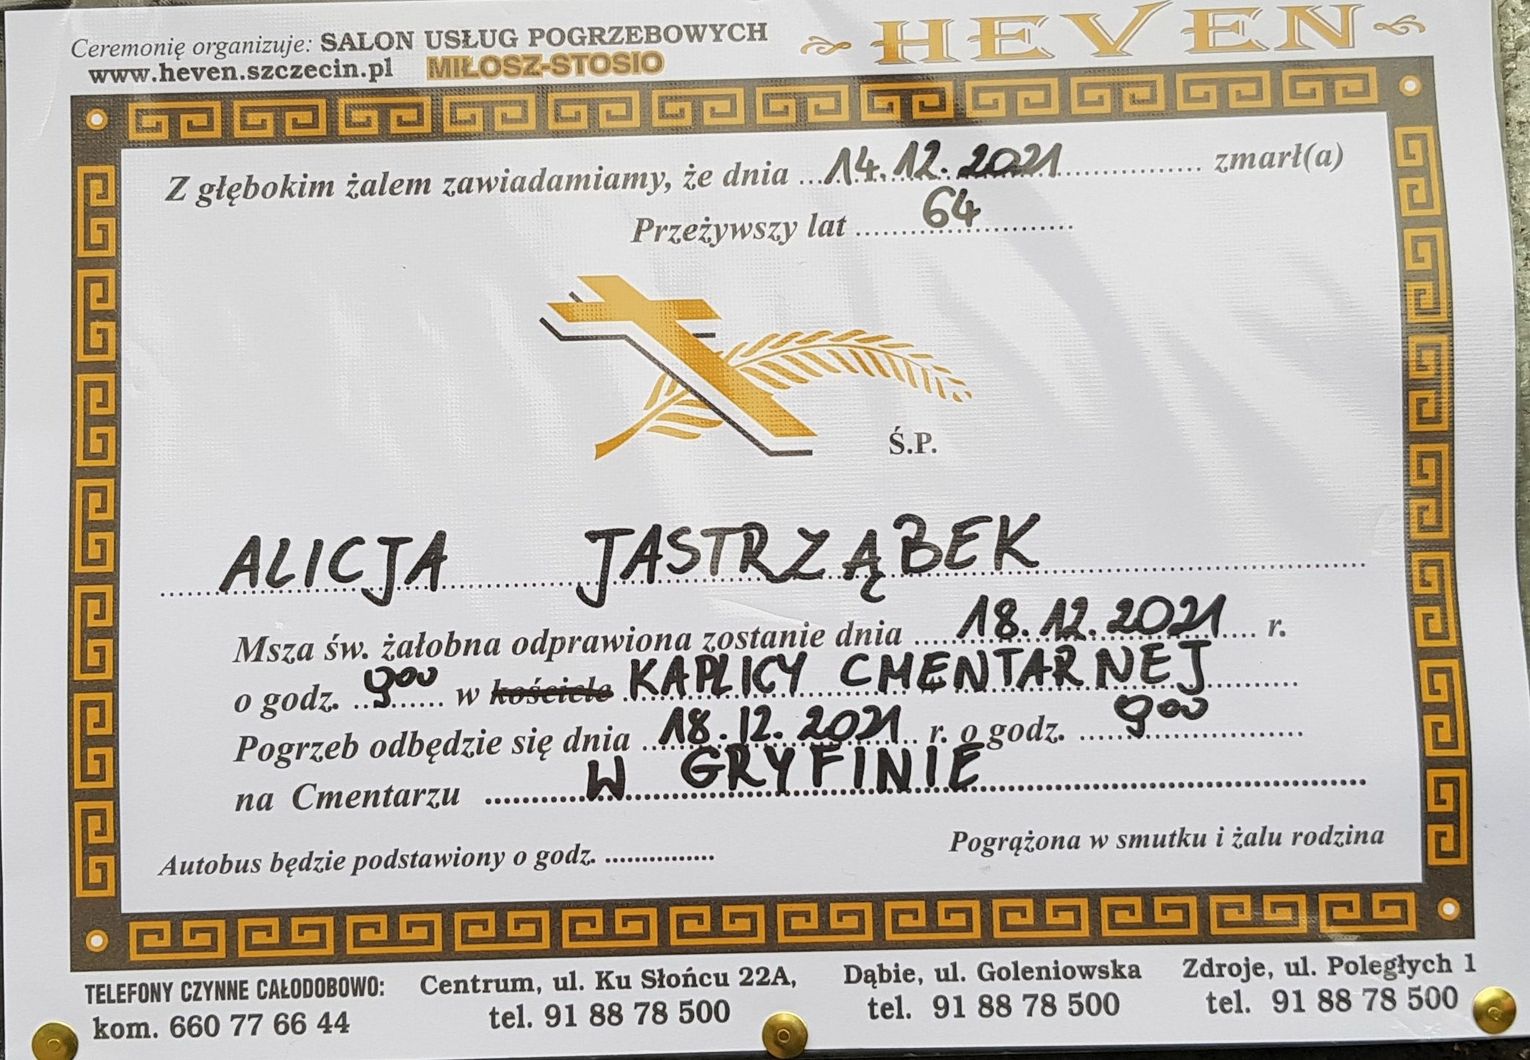 Ceremonię organizuje: SALON USŁUG POGRZEBOWYCH
www.heven.szczecin.pl MIŁOSZ-STOSIO
HEVEN
Z głębokim żalem zawiadamiamy, że dnia ...14.12.2021................. zmarł(a)
Przeżywszy lat ........64............
Ś.P.
ALICJA JASTRZĄBEK
Msza św. żałobna odprawiona zostanie dnia ....18.12.2021.... r.
o godz. ..9 00...... w kościele ..KAPLICY CMENTARNEJ............
Pogrzeb odbędzie się dnia ...18.12.2021.. r. o godz. ......9 00...............
na Cmentarzu ............W GRYFINIE..............................
Autobus będzie podstawiony o godz. ................
Pogrążona w smutku i żalu rodzina
TELEFONY CZYNNE CAŁODOBOWO:
kom. 660 77 66 44
Centrum, ul. Ku Słońcu 22A,
tel. 91 88 78 500
Dąbie, ul. Goleniowska
tel. 91 88 78 500
Zdroje, ul. Poległych 1
tel. 91 88 78 500